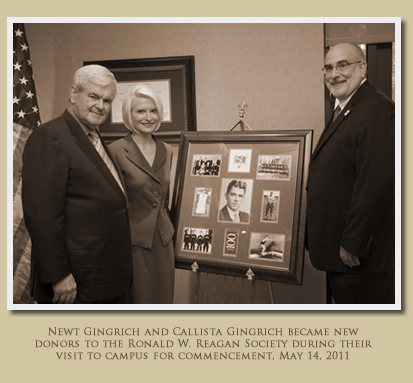 100
Newt Gingrich and Callista Gingrich became new
donors to the Ronald W. Reagan Society during their
visit to campus for commencement, May 14, 2011